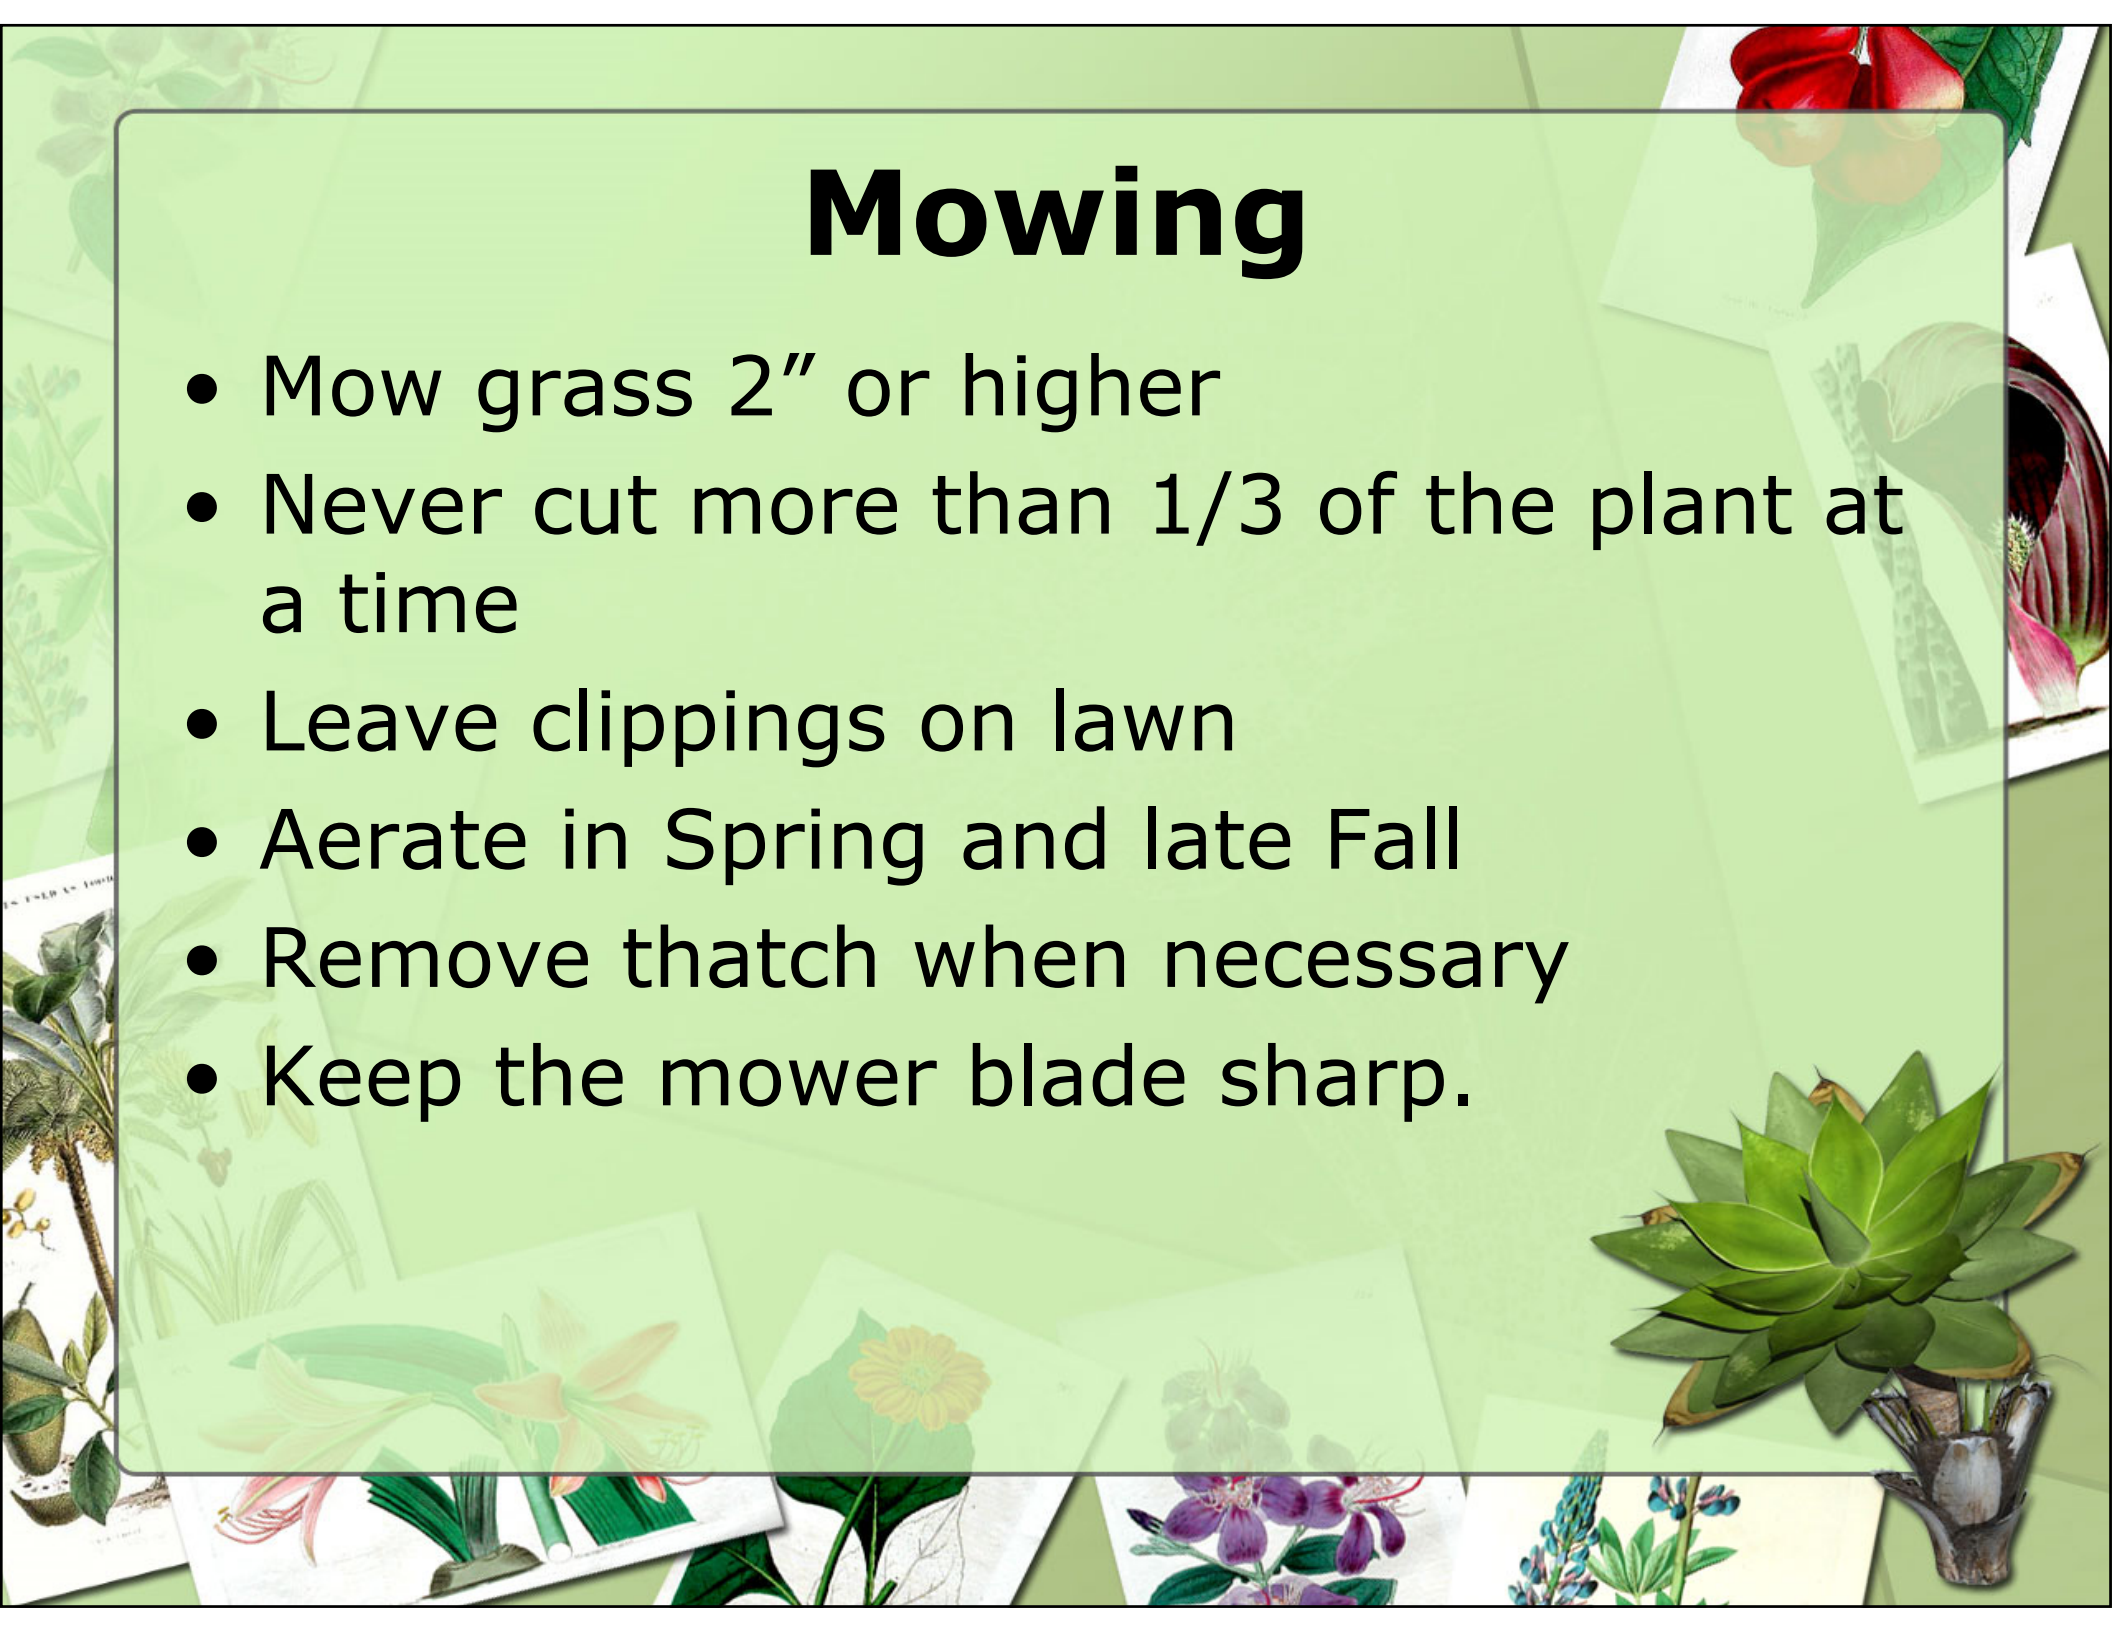 Mowing
• Mow grass 2” or higher
• Never cut more than 1/3 of the plant at
a time
• Leave clippings on lawn
• Aerate in Spring and late Fall
• Remove thatch when necessary
• Keep the mower blade sharp.